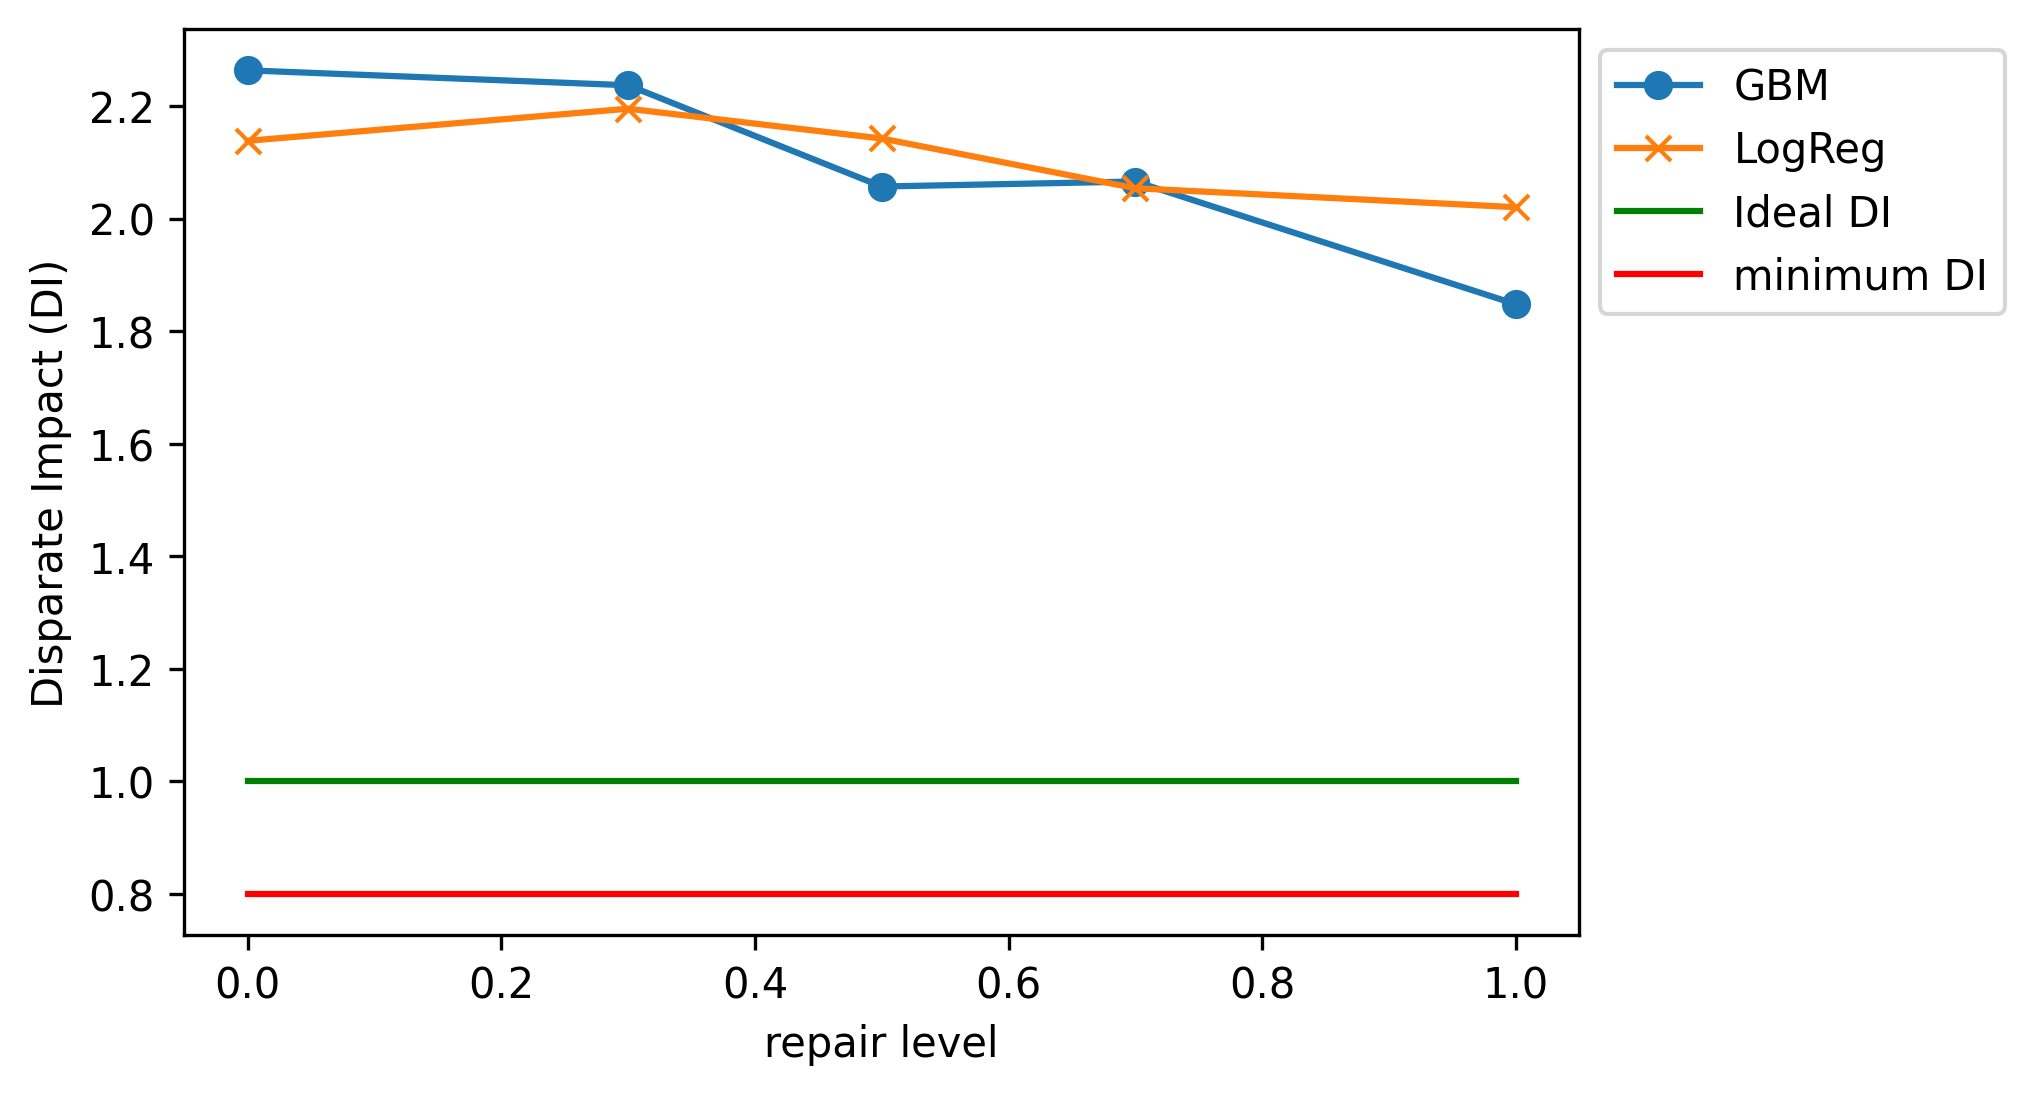 Disparate Impact (DI)
2.2
2.0
1.8
1.6
1.4
1.2
1.0
0.8
0.0 0.2 0.4 0.6 0.8 1.0
repair level
GBM
LogReg
Ideal DI
minimum DI